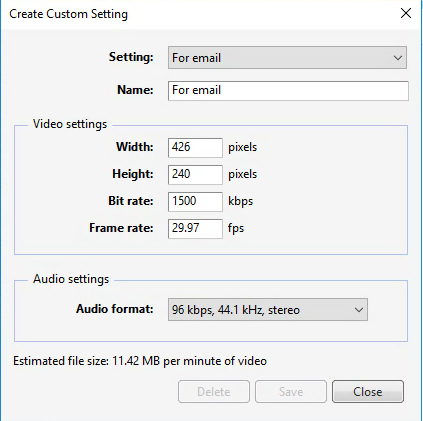 Create Custom Setting
Setting: For email
Name: For email
Video settings
Width: 426 pixels
Height: 240 pixels
Bit rate: 1500 kbps
Frame rate: 29.97 fps
Audio settings
Audio format: 96 kbps, 44.1 kHz, stereo
Estimated file size: 11.42 MB per minute of video
Delete Save Close